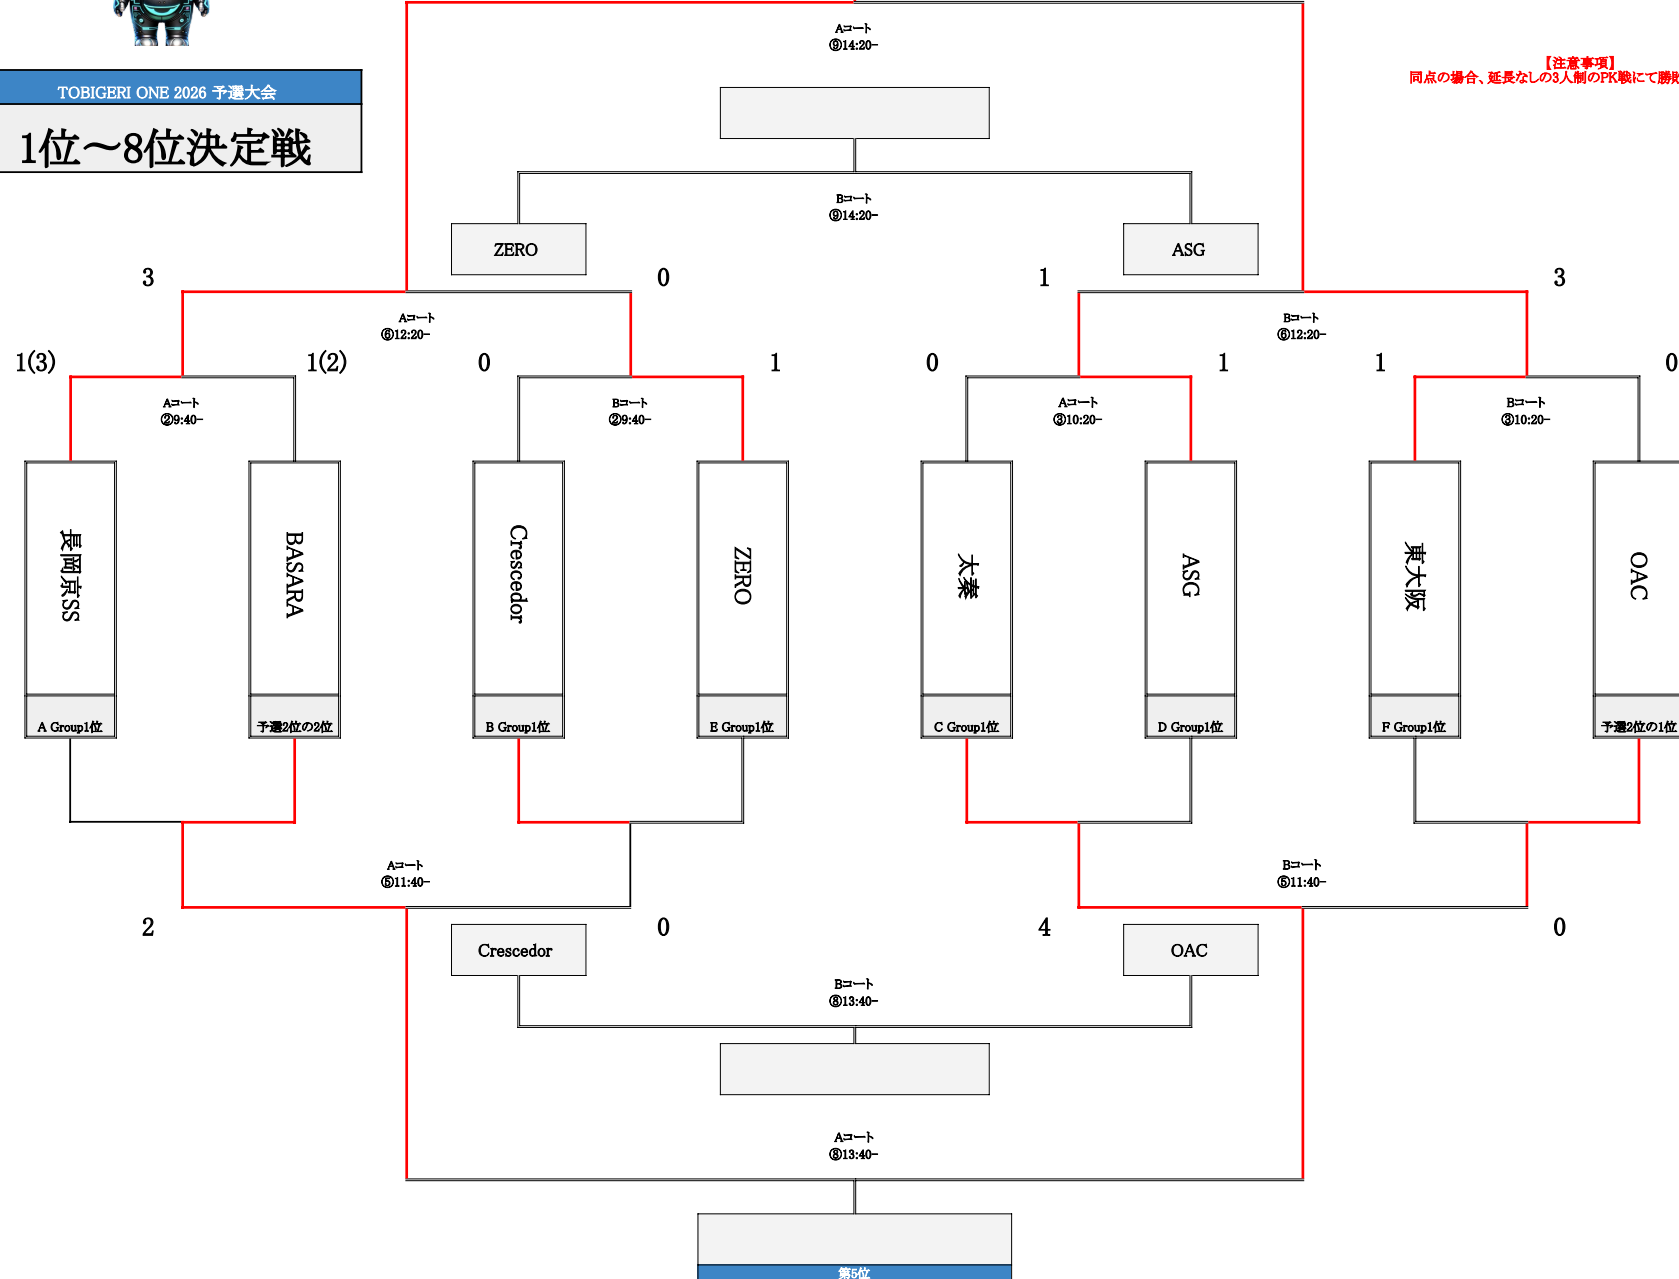 Aコート
⑨14:20-
【注意事項】
同点の場合、延長なしの3人制のPK戦にて勝敗
TOBIGERI ONE 2026 予選大会
1位～8位決定戦
Bコート
⑨14:20-
ZERO
ASG
3
0
1
3
Aコート
⑥12:20-
Bコート
⑥12:20-
1(3)
1(2)
0
1
0
1
1
0
Aコート
②9:40-
Bコート
②9:40-
Aコート
③10:20-
Bコート
③10:20-
長岡京SS
BASARA
Crescedor
ZERO
太秦
ASG
東大阪
OAC
A Group1位
予選2位の2位
B Group1位
E Group1位
C Group1位
D Group1位
F Group1位
予選2位の1位
Aコート
⑤11:40-
Bコート
⑤11:40-
2
0
4
0
Crescedor
OAC
Bコート
⑧13:40-
Aコート
⑧13:40-
第5位